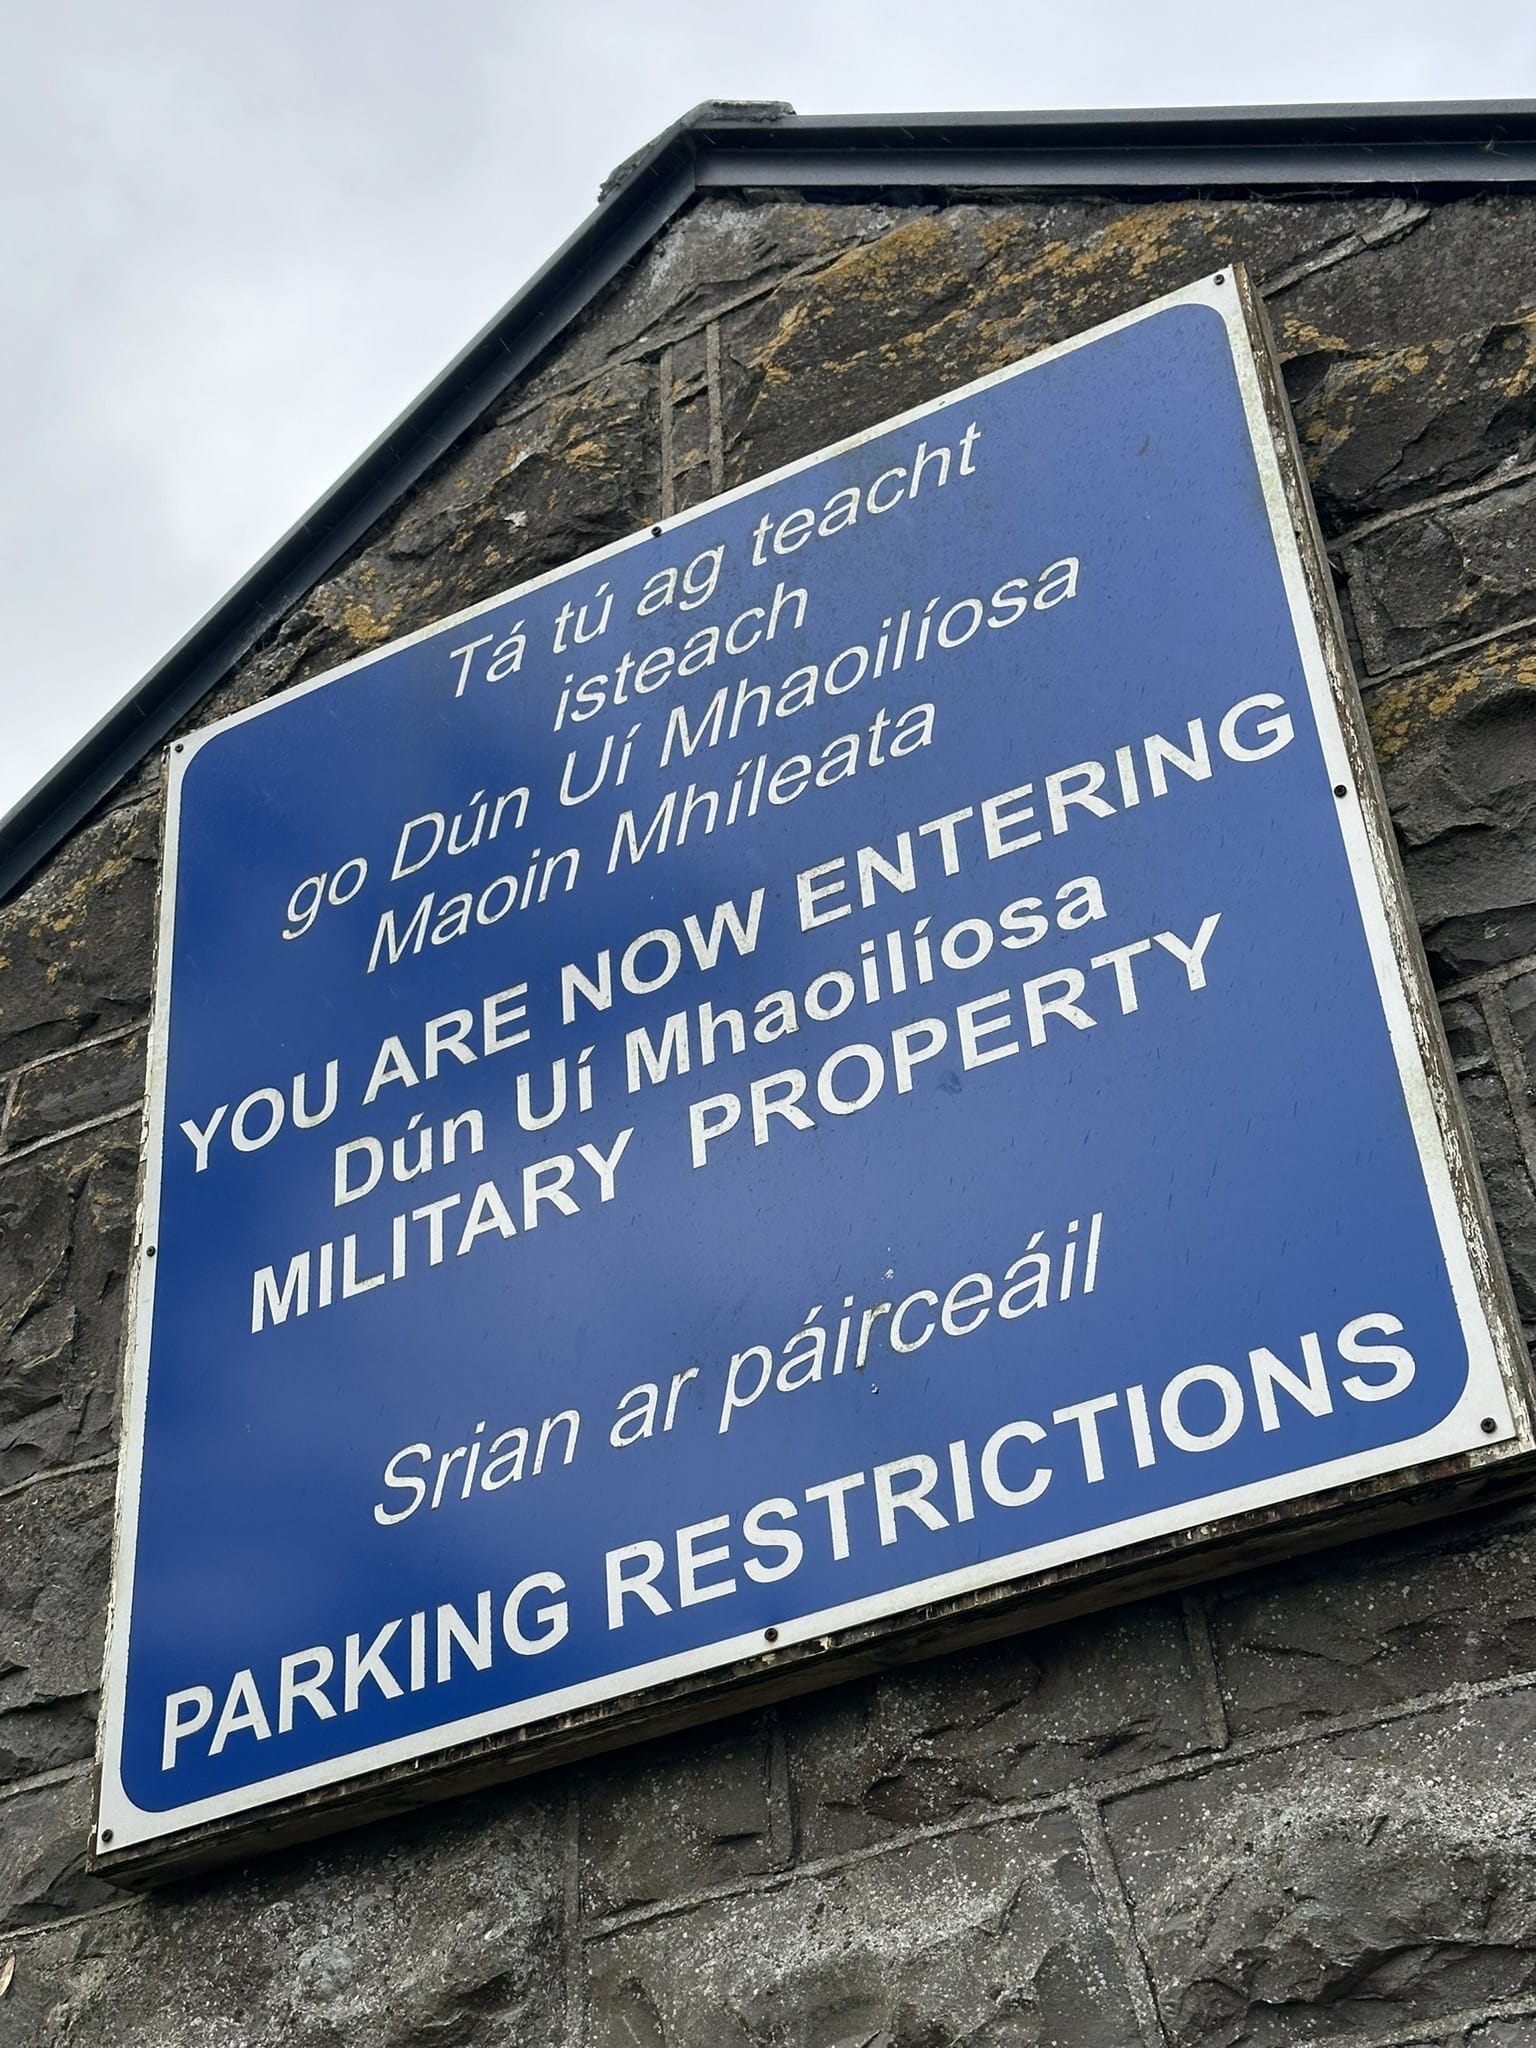 Tá tú ag teacht
isteach
go Dún Uí Mhaoilíosa
Maoin Mhíleata
YOU ARE NOW ENTERING
Dún Uí Mhaoilíosa
MILITARY PROPERTY
Srian ar páirceáil
PARKING RESTRICTIONS